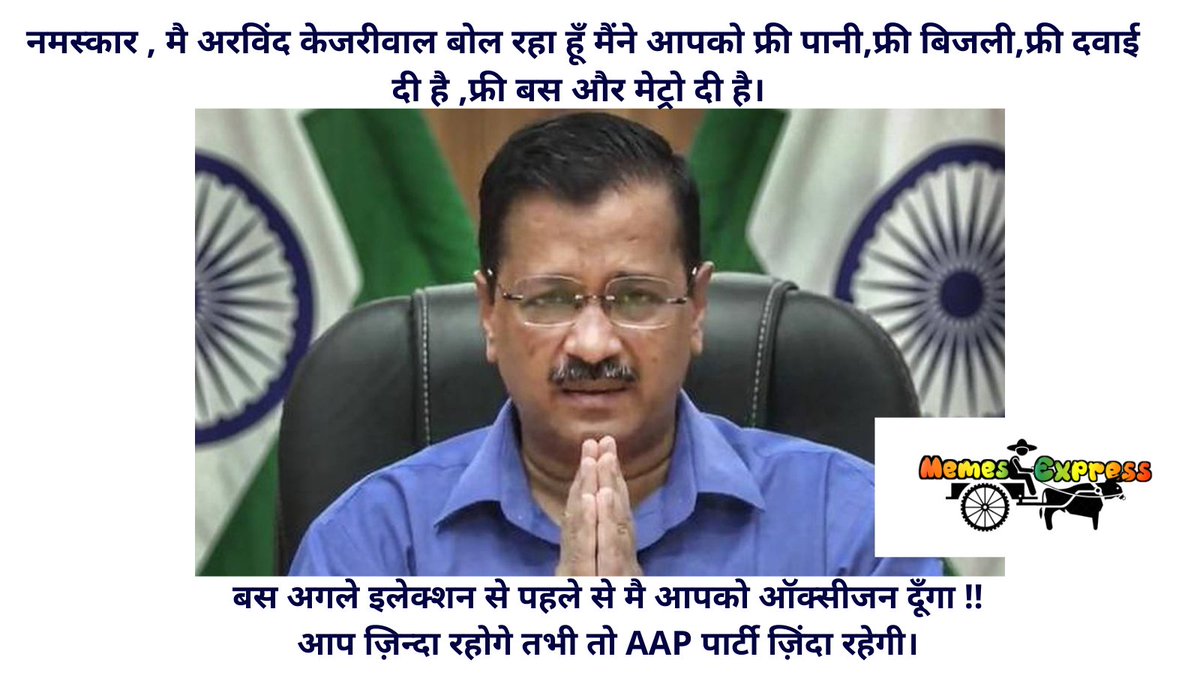 नमस्कार , मै अरविंद केजरीवाल बोल रहा हूँ मैंने आपको फ्री पानी,फ्री बिजली,फ्री दवाई
दी है ,फ्री बस और मेट्रो दी है।
Memes Express
बस अगले इलेक्शन से पहले से मै आपको ऑक्सीजन दूँगा !!
आप ज़िन्दा रहोगे तभी तो AAP पार्टी ज़िंदा रहेगी।